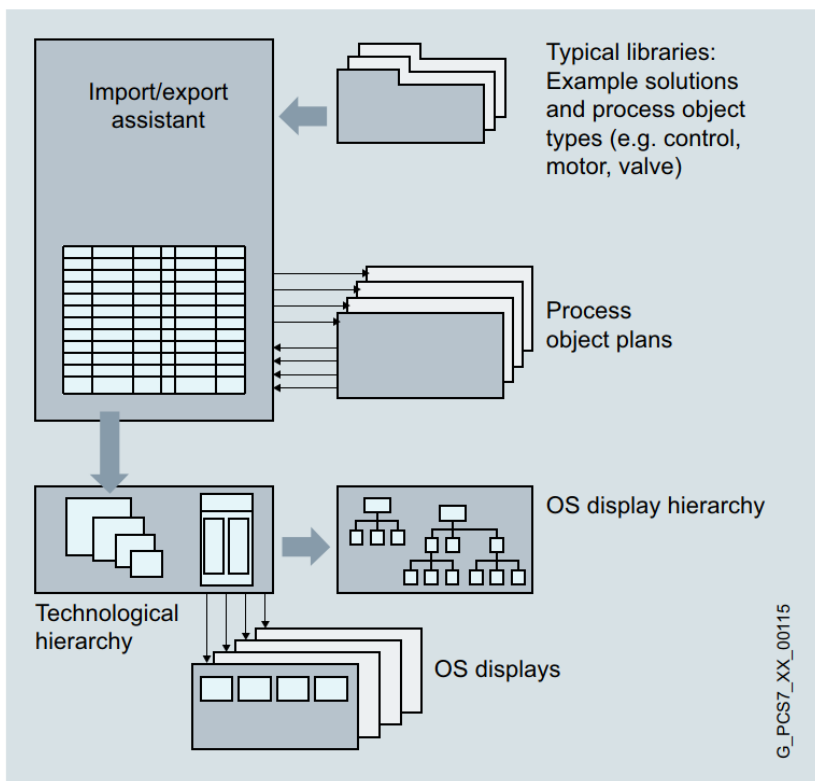 Import/export
assistant
Typical libraries:
Example solutions
and process object
types (e.g. control,
motor, valve)
Process
object plans
OS display hierarchy
Technological
hierarchy
OS displays
G_PCS7_XX_00115